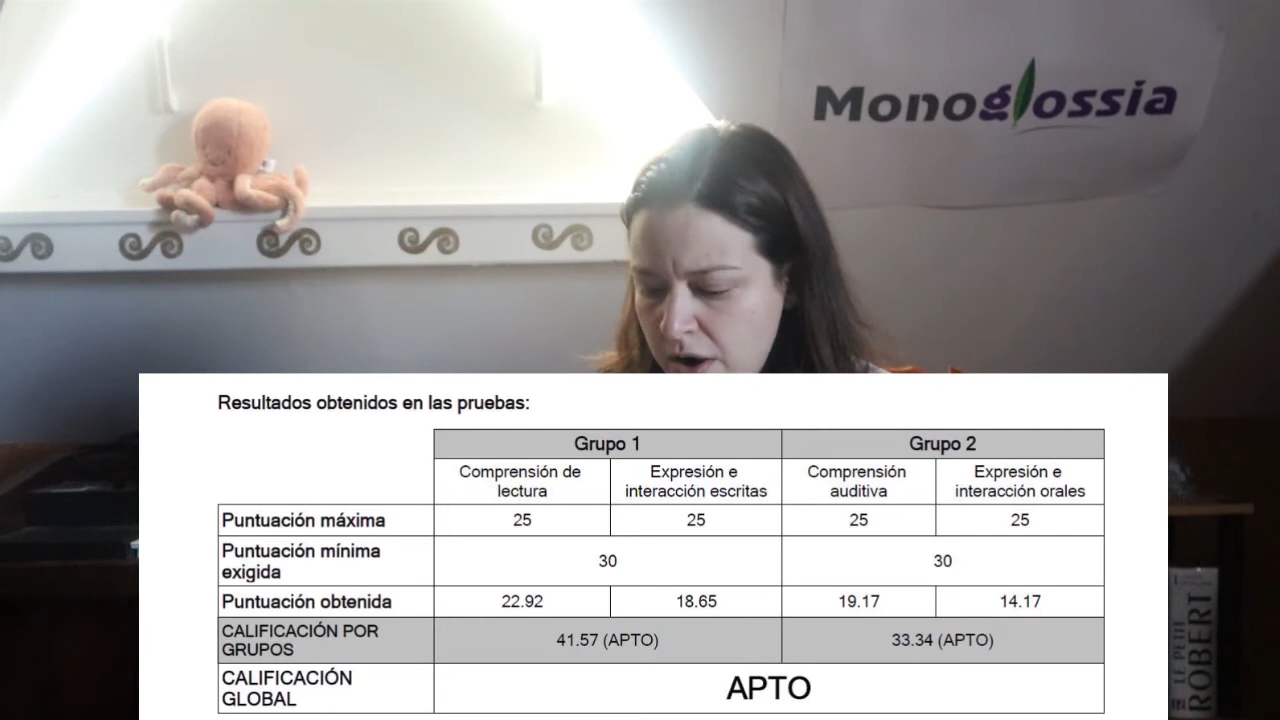 Monoglossia
Resultados obtenidos en las pruebas:
Grupo 1 Grupo 2
Comprensión de lectura Expresión e interacción escritas Comprensión auditiva Expresión e interacción orales
Puntuación máxima 25 25 25 25
Puntuación mínima exigida 30 30
Puntuación obtenida 22.92 18.65 19.17 14.17
CALIFICACIÓN POR GRUPOS 41.57 (APTO) 33.34 (APTO)
CALIFICACIÓN GLOBAL APTO
LE PETIT
ROBERT